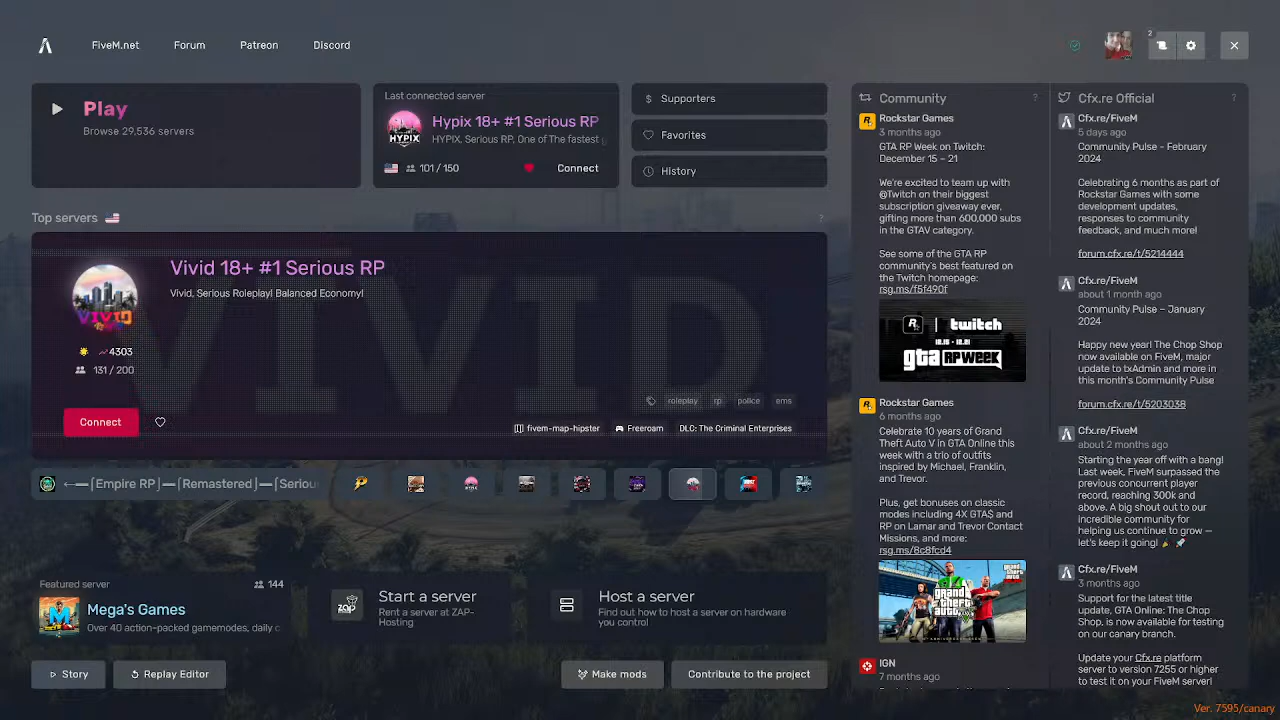 FiveM.net
Forum
Patreon
Discord
2
Play
Browse 29,536 servers
Last connected server
HYPIX
Hypix 18+ #1 Serious RP
HYPIX, Serious RP, One of The fastest g
101 / 150
Connect
$ Supporters
Favorites
History
Top servers
?
VIVID
VIVID
Vivid 18+ #1 Serious RP
Vivid, Serious Roleplay! Balanced Economy!
4303
131 / 200
roleplay
rp
police
ems
Connect
fivem-map-hipster
Freeroam
DLC: The Criminal Enterprises
←—⌠Empire RP⌡—⌠Remastered⌡—⌠Seriou
Featured server
144
Mega's Games
Over 40 action-packed gamemodes, daily c
ZAP
Start a server
Rent a server at ZAP-
Hosting
Host a server
Find out how to host a server on hardware
you control
Story
Replay Editor
Make mods
Contribute to the project
Community
?
Rockstar Games
3 months ago
GTA RP Week on Twitch:
December 15 – 21
We're excited to team up with
@Twitch on their biggest
subscription giveaway ever,
gifting more than 600,000 subs
in the GTAV category.
See some of the GTA RP
community's best featured on
the Twitch homepage:
rsg.ms/f5f490f
R | twitch
12.15 - 12.21
gta RP WEEK
Rockstar Games
6 months ago
Celebrate 10 years of Grand
Theft Auto V in GTA Online this
week with a trio of outfits
inspired by Michael, Franklin,
and Trevor.
Plus, get bonuses on classic
modes including 4X GTA$ and
RP on Lamar and Trevor Contact
Missions, and more:
rsg.ms/6c8fcd4
grand
theft
auto
V
IGN
7 months ago
Cfx.re Official
?
Cfx.re/FiveM
5 days ago
Community Pulse - February
2024
Celebrating 6 months as part of
Rockstar Games with some
development updates,
responses to community
feedback, and much more!
forum.cfx.re/t/5214444
Cfx.re/FiveM
about 1 month ago
Community Pulse – January
2024
Happy new year! The Chop Shop
now available on FiveM, major
update to txAdmin and more in
this month's Community Pulse
forum.cfx.re/t/5203038
Cfx.re/FiveM
about 2 months ago
Starting the year off with a bang!
Last week, FiveM surpassed the
previous concurrent player
record, reaching 300k and
above. A big shout out to our
incredible community for
helping us continue to grow —
let's keep it going! 🎉 🚀
Cfx.re/FiveM
3 months ago
Support for the latest title
update, GTA Online: The Chop
Shop, is now available for testing
on our canary branch.
Update your Cfx.re platform
server to version 7255 or higher
to test it on your FiveM server!
Ver. 7595/canary